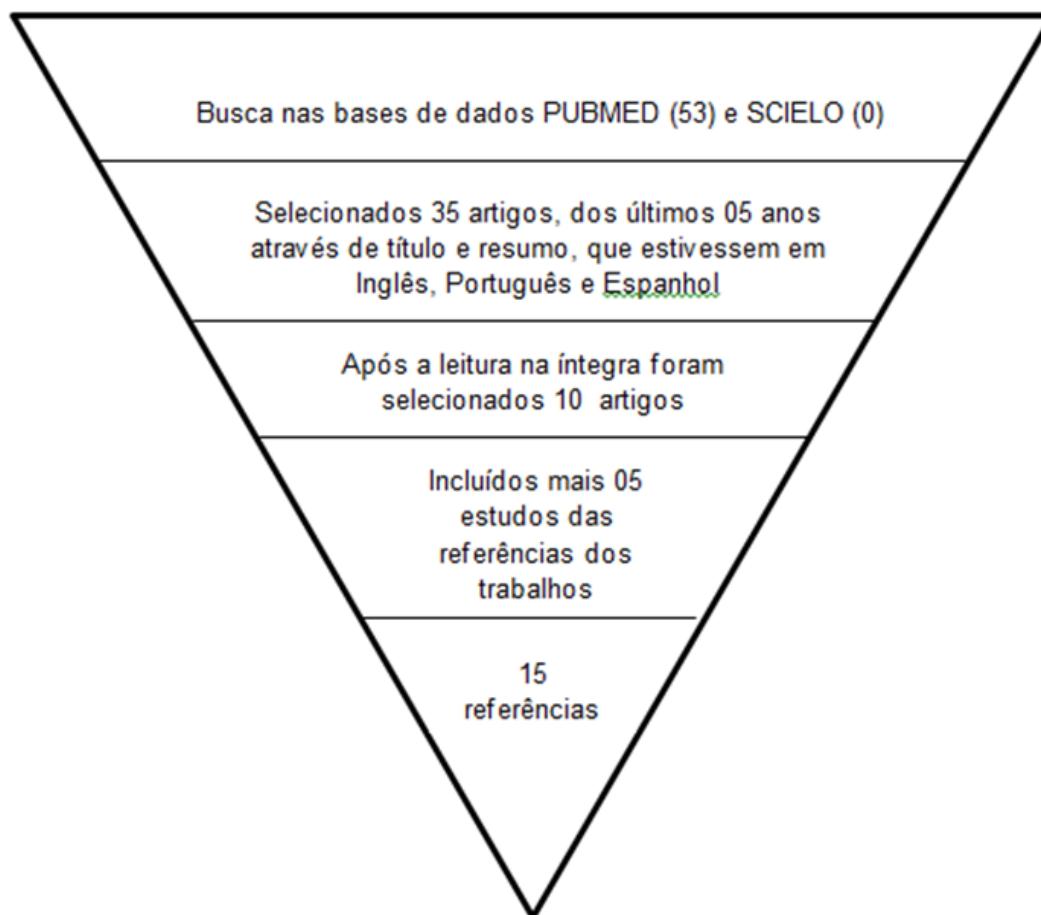 Busca nas bases de dados PUBMED (53) e SCIELO (0)
Selecionados 35 artigos, dos últimos 05 anos
através de título e resumo, que estivessem em
Inglês, Português e Espanhol
Após a leitura na íntegra foram
selecionados 10 artigos
Incluídos mais 05
estudos das
referências dos
trabalhos
15
referências